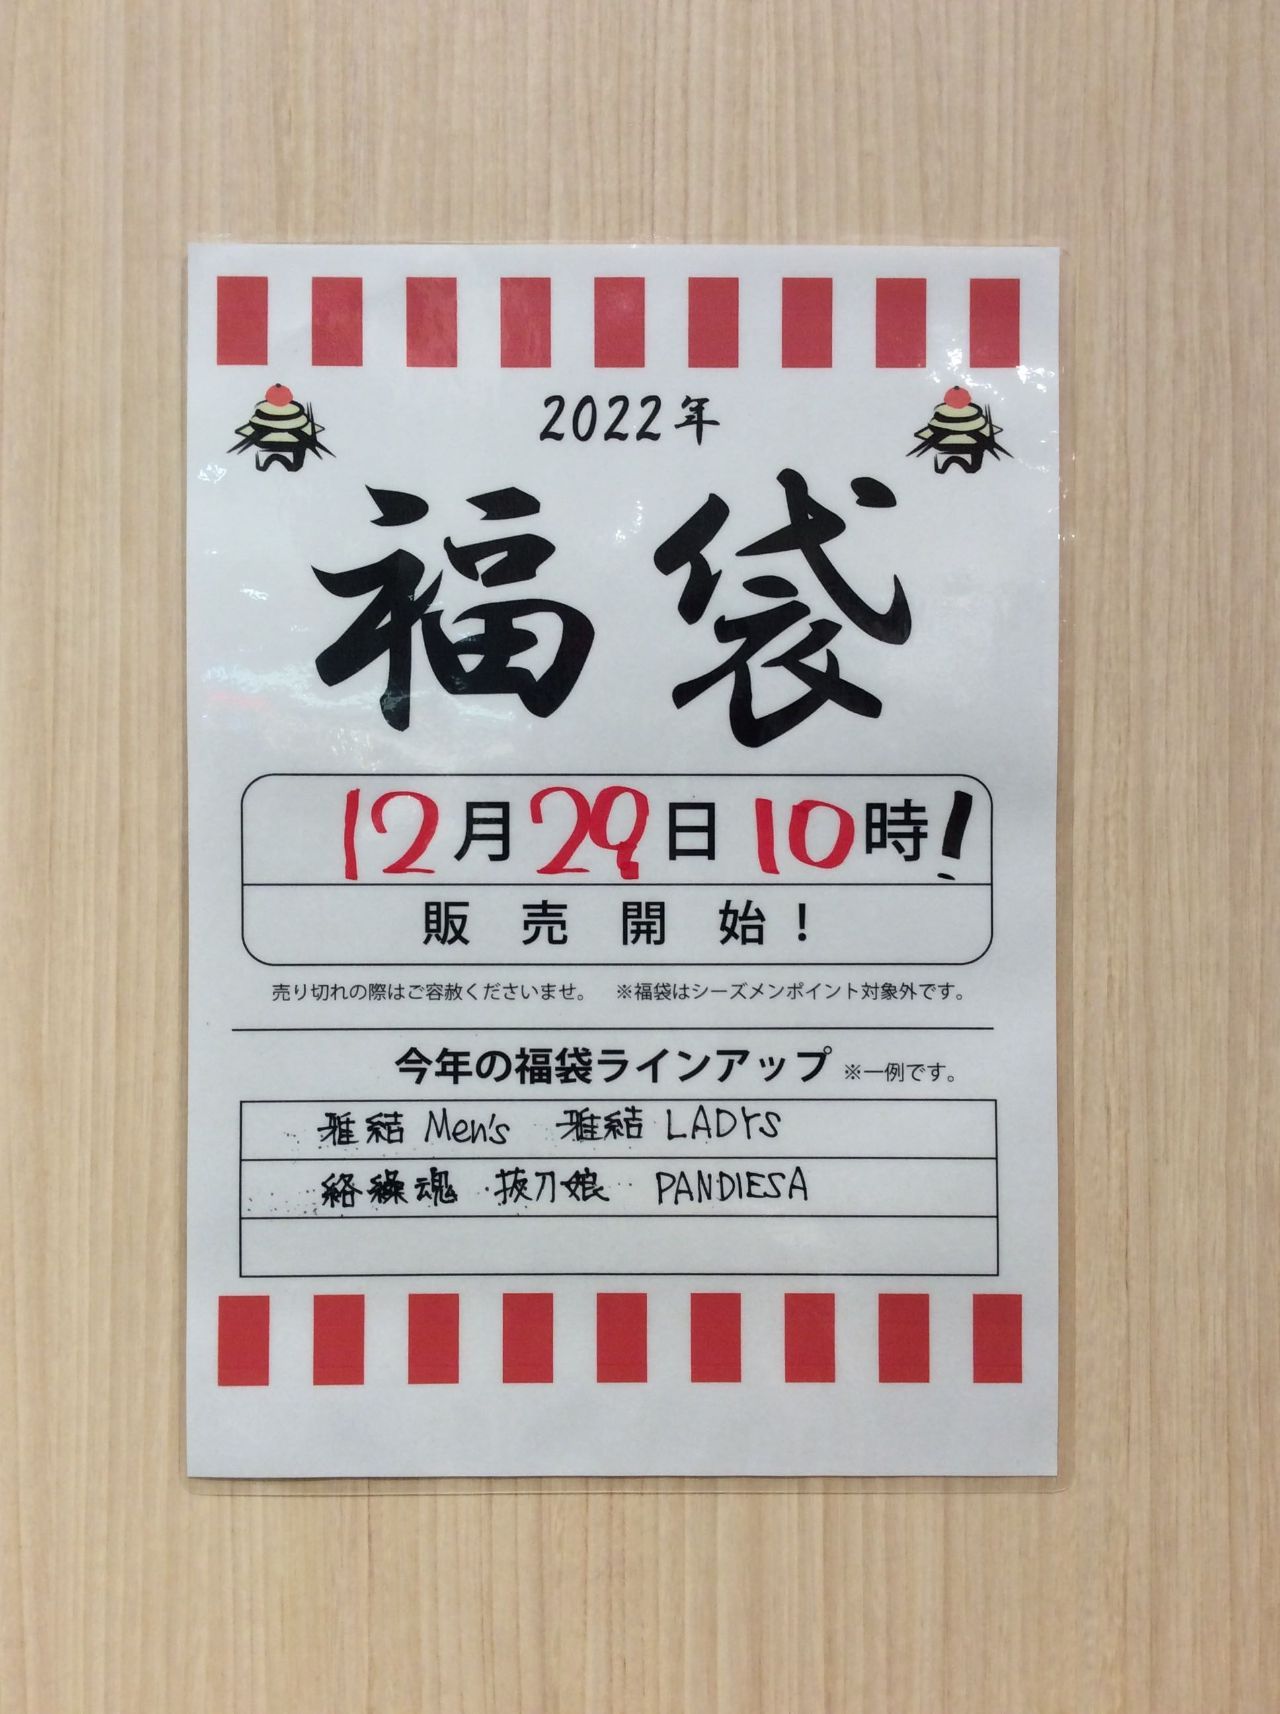 2022年
福袋
12月29日 10時!
販売開始!
売り切れの際はご容赦くださいませ。 ※福袋はシーズメンポイント対象外です。
今年の福袋ラインアップ ※一例です。
雅結 Men's 雅結 LADYS
絡繰魂 抜刀娘 PANDIESA